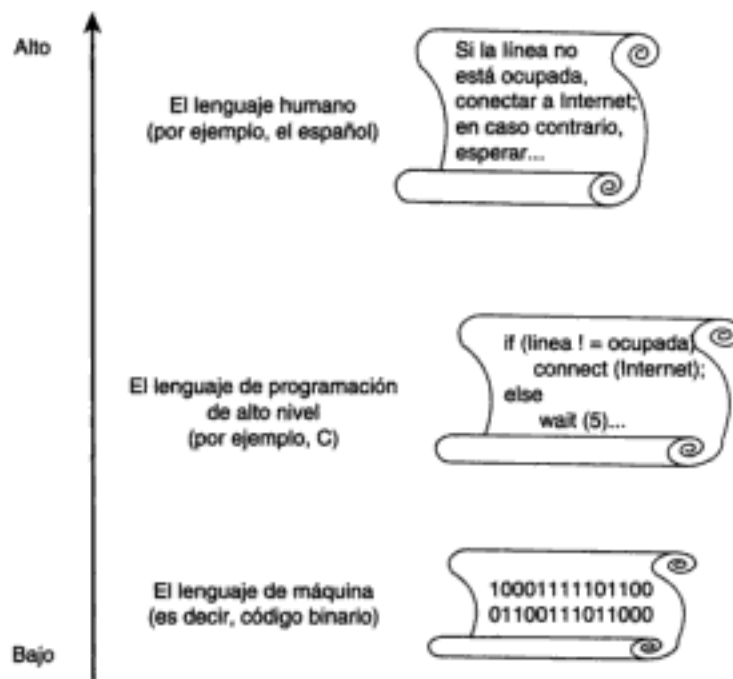 Alto
El lenguaje humano
(por ejemplo, el español)
Si la línea no
está ocupada,
conectar a Internet;
en caso contrario,
esperar...
El lenguaje de programación
de alto nivel
(por ejemplo, C)
if (linea ! = ocupada)
connect (Internet);
else
wait (5)...
El lenguaje de máquina
(es decir, código binario)
10001111101100
01100111011000
Bajo